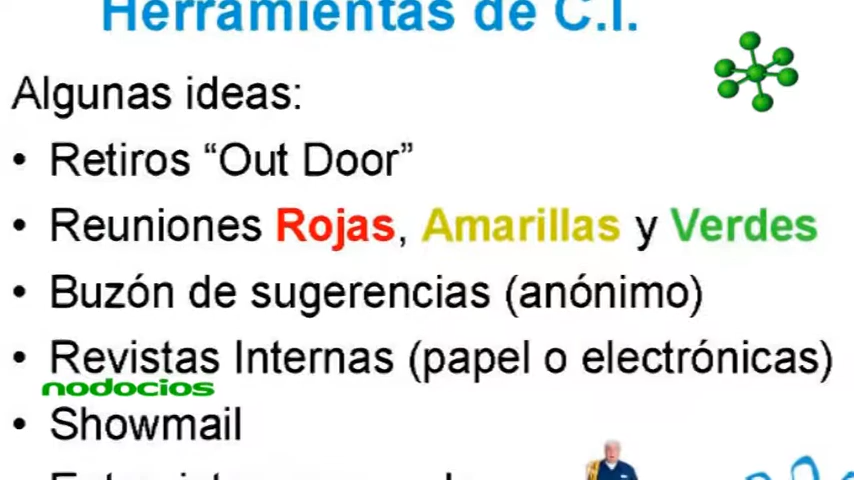 Herramientas de C.I.
Algunas ideas:
• Retiros “Out Door”
• Reuniones Rojas, Amarillas y Verdes
• Buzón de sugerencias (anónimo)
• Revistas Internas (papel o electrónicas)
nodocios
• Showmail